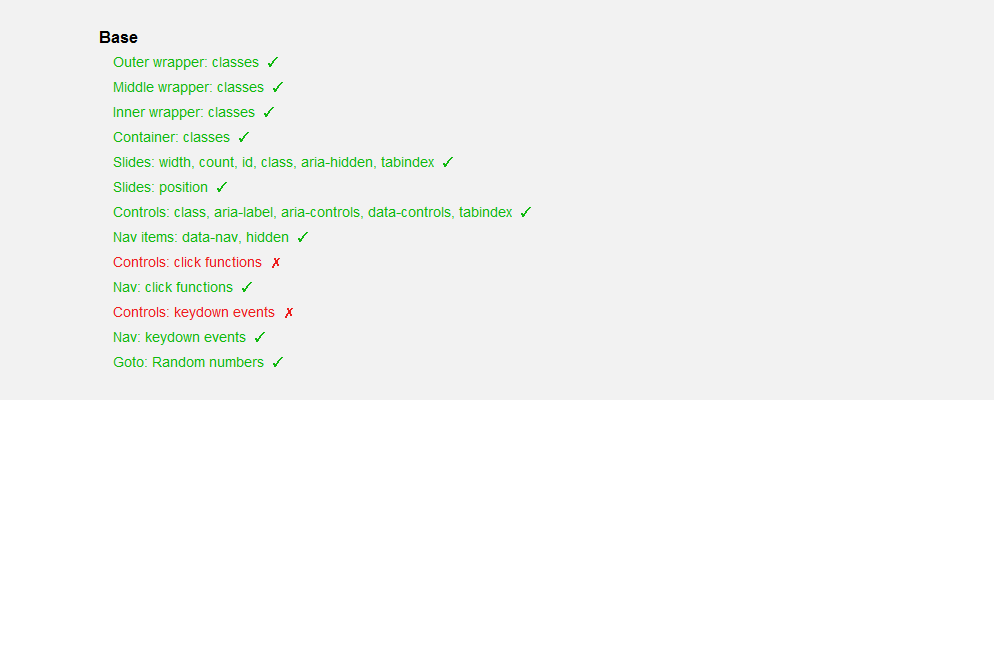 Base
Outer wrapper: classes ✓
Middle wrapper: classes ✓
Inner wrapper: classes ✓
Container: classes ✓
Slides: width, count, id, class, aria-hidden, tabindex ✓
Slides: position ✓
Controls: class, aria-label, aria-controls, data-controls, tabindex ✓
Nav items: data-nav, hidden ✓
Controls: click functions ✗
Nav: click functions ✓
Controls: keydown events ✗
Nav: keydown events ✓
Goto: Random numbers ✓